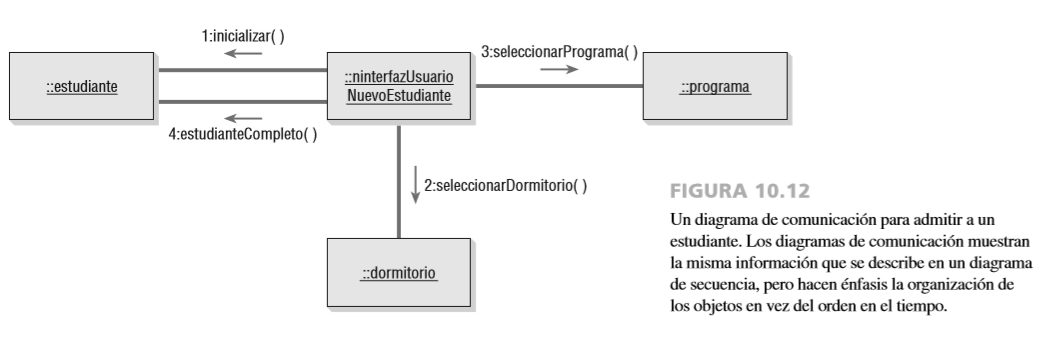 1:inicializar( )
3:seleccionarPrograma( )
::estudiante
::ninterfazUsuario
NuevoEstudiante
::programa
4:estudianteCompleto( )
2:seleccionarDormitorio( )
::dormitorio
FIGURA 10.12
Un diagrama de comunicación para admitir a un
estudiante. Los diagramas de comunicación muestran
la misma información que se describe en un diagrama
de secuencia, pero hacen énfasis la organización de
los objetos en vez del orden en el tiempo.